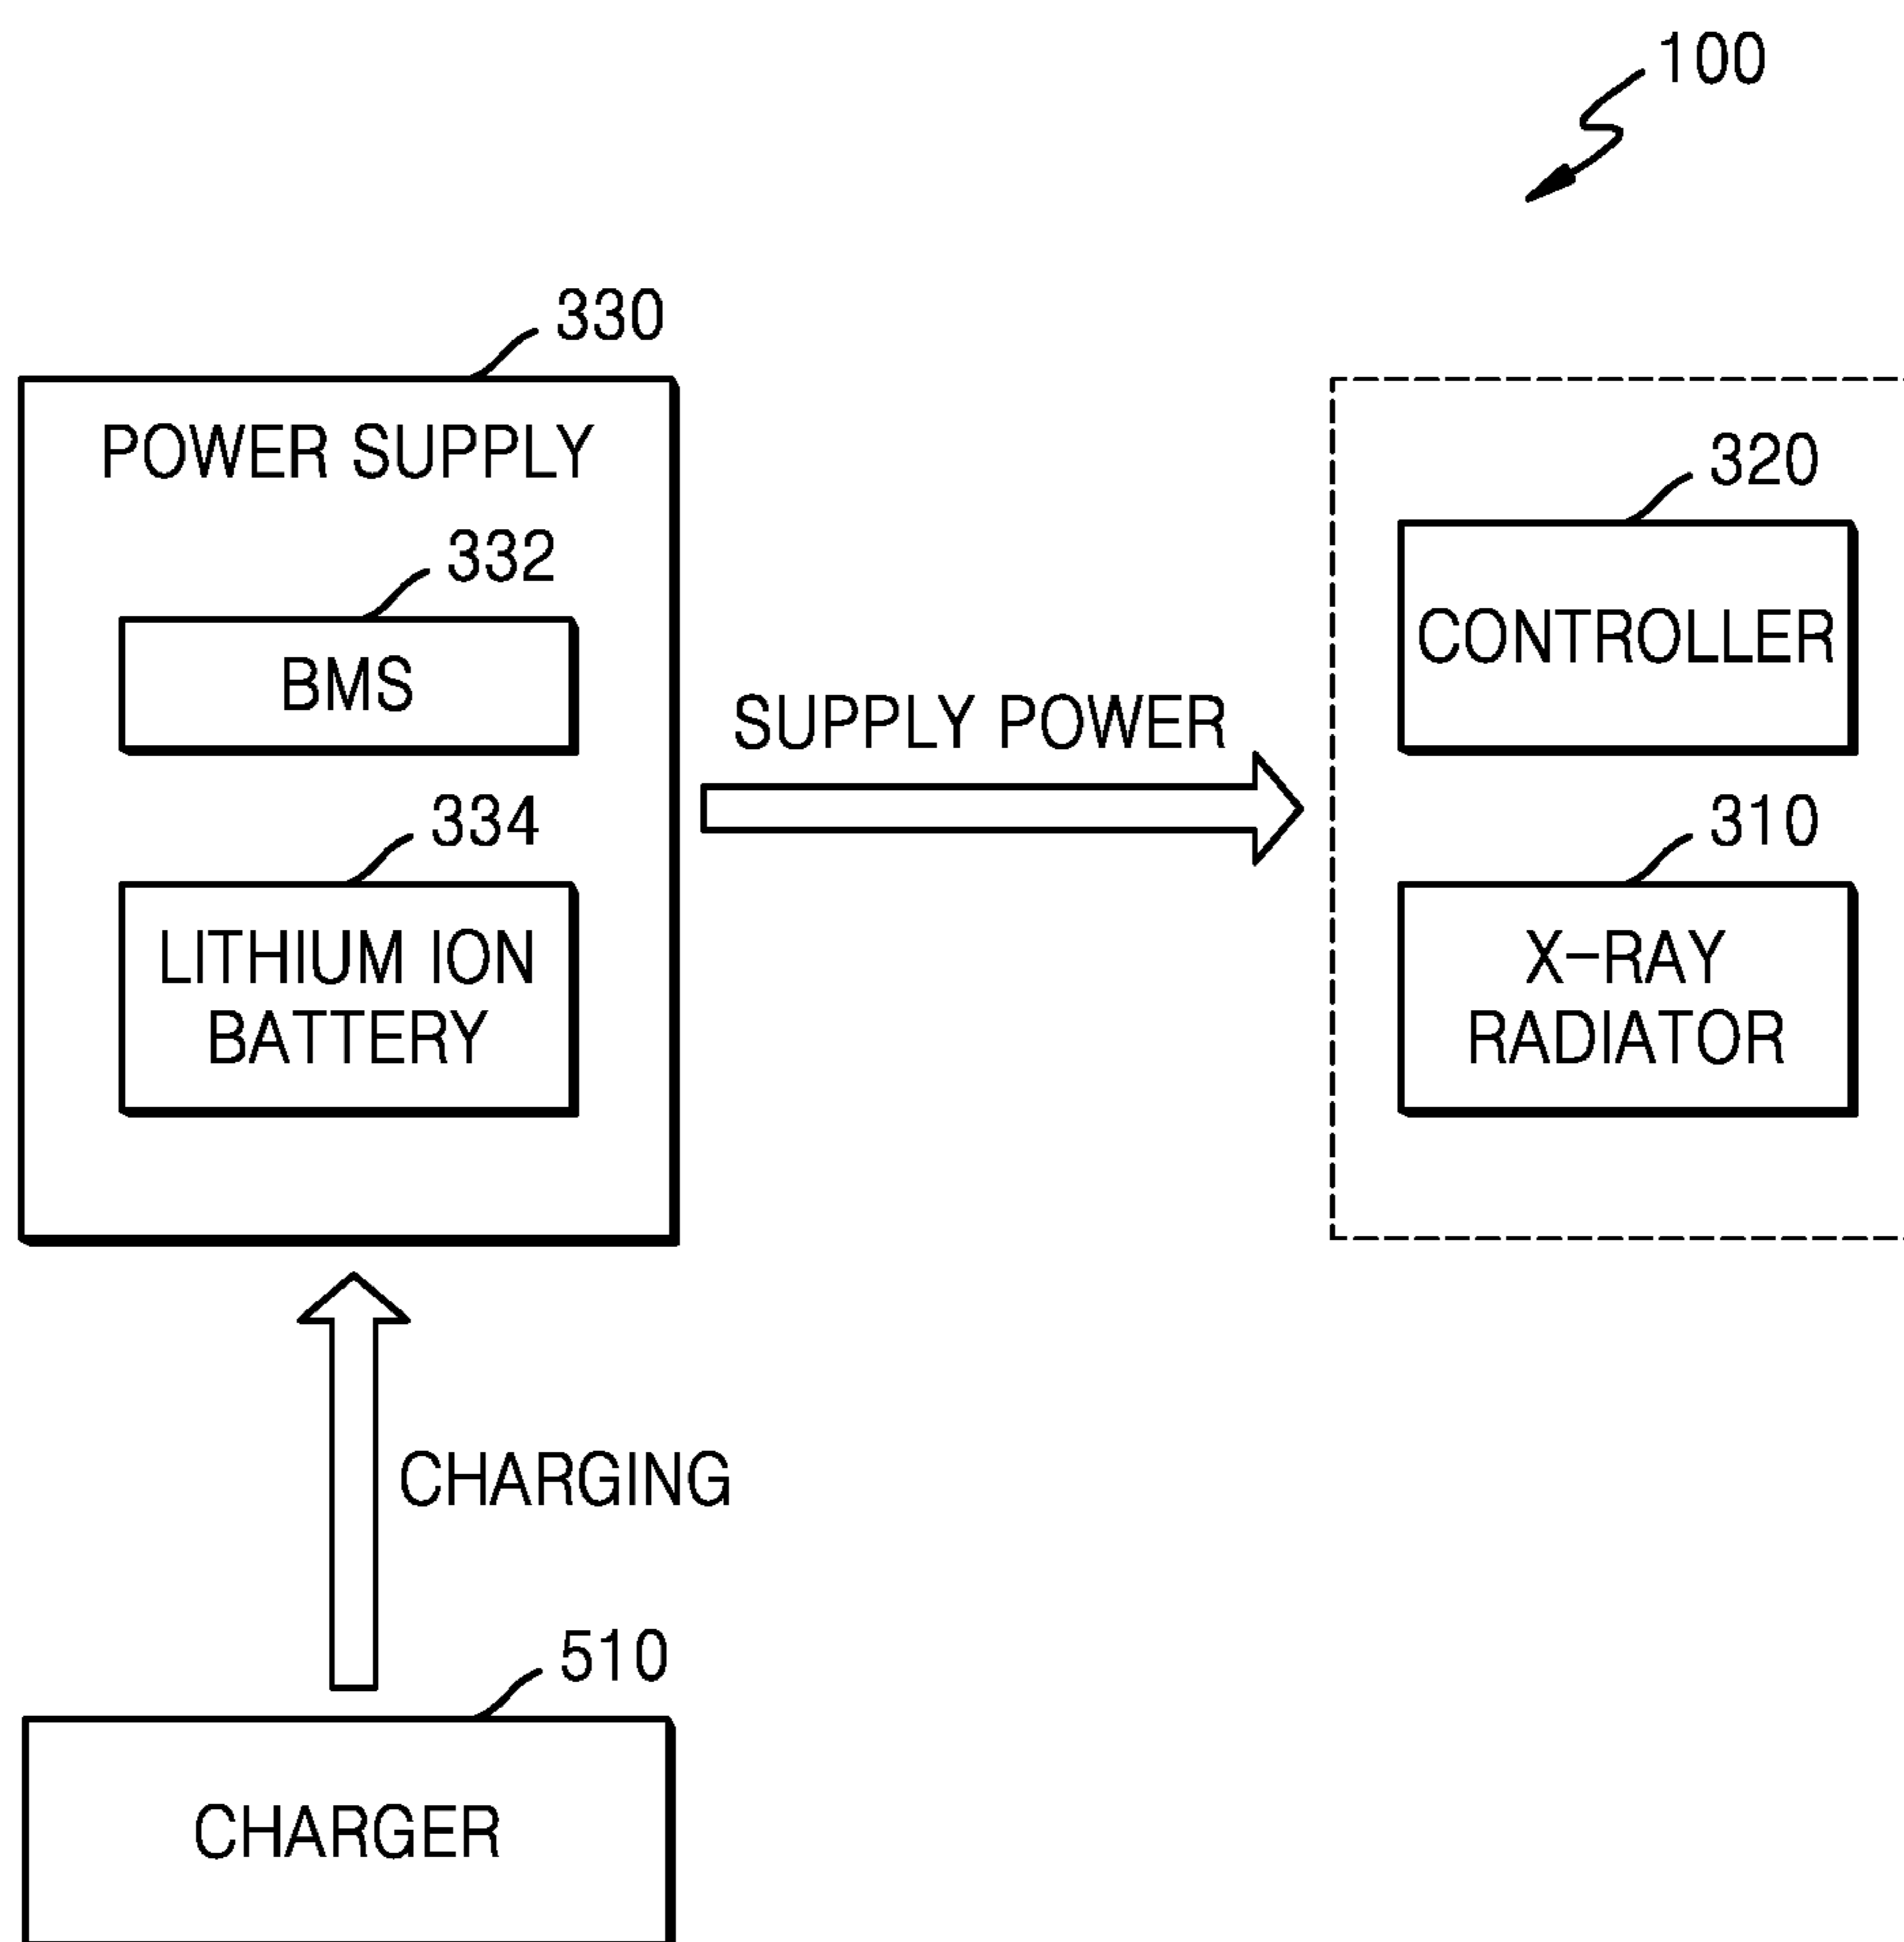 100
330
POWER SUPPLY
332
BMS
334
LITHIUM ION
BATTERY
SUPPLY POWER
320
CONTROLLER
310
X-RAY
RADIATOR
CHARGING
510
CHARGER